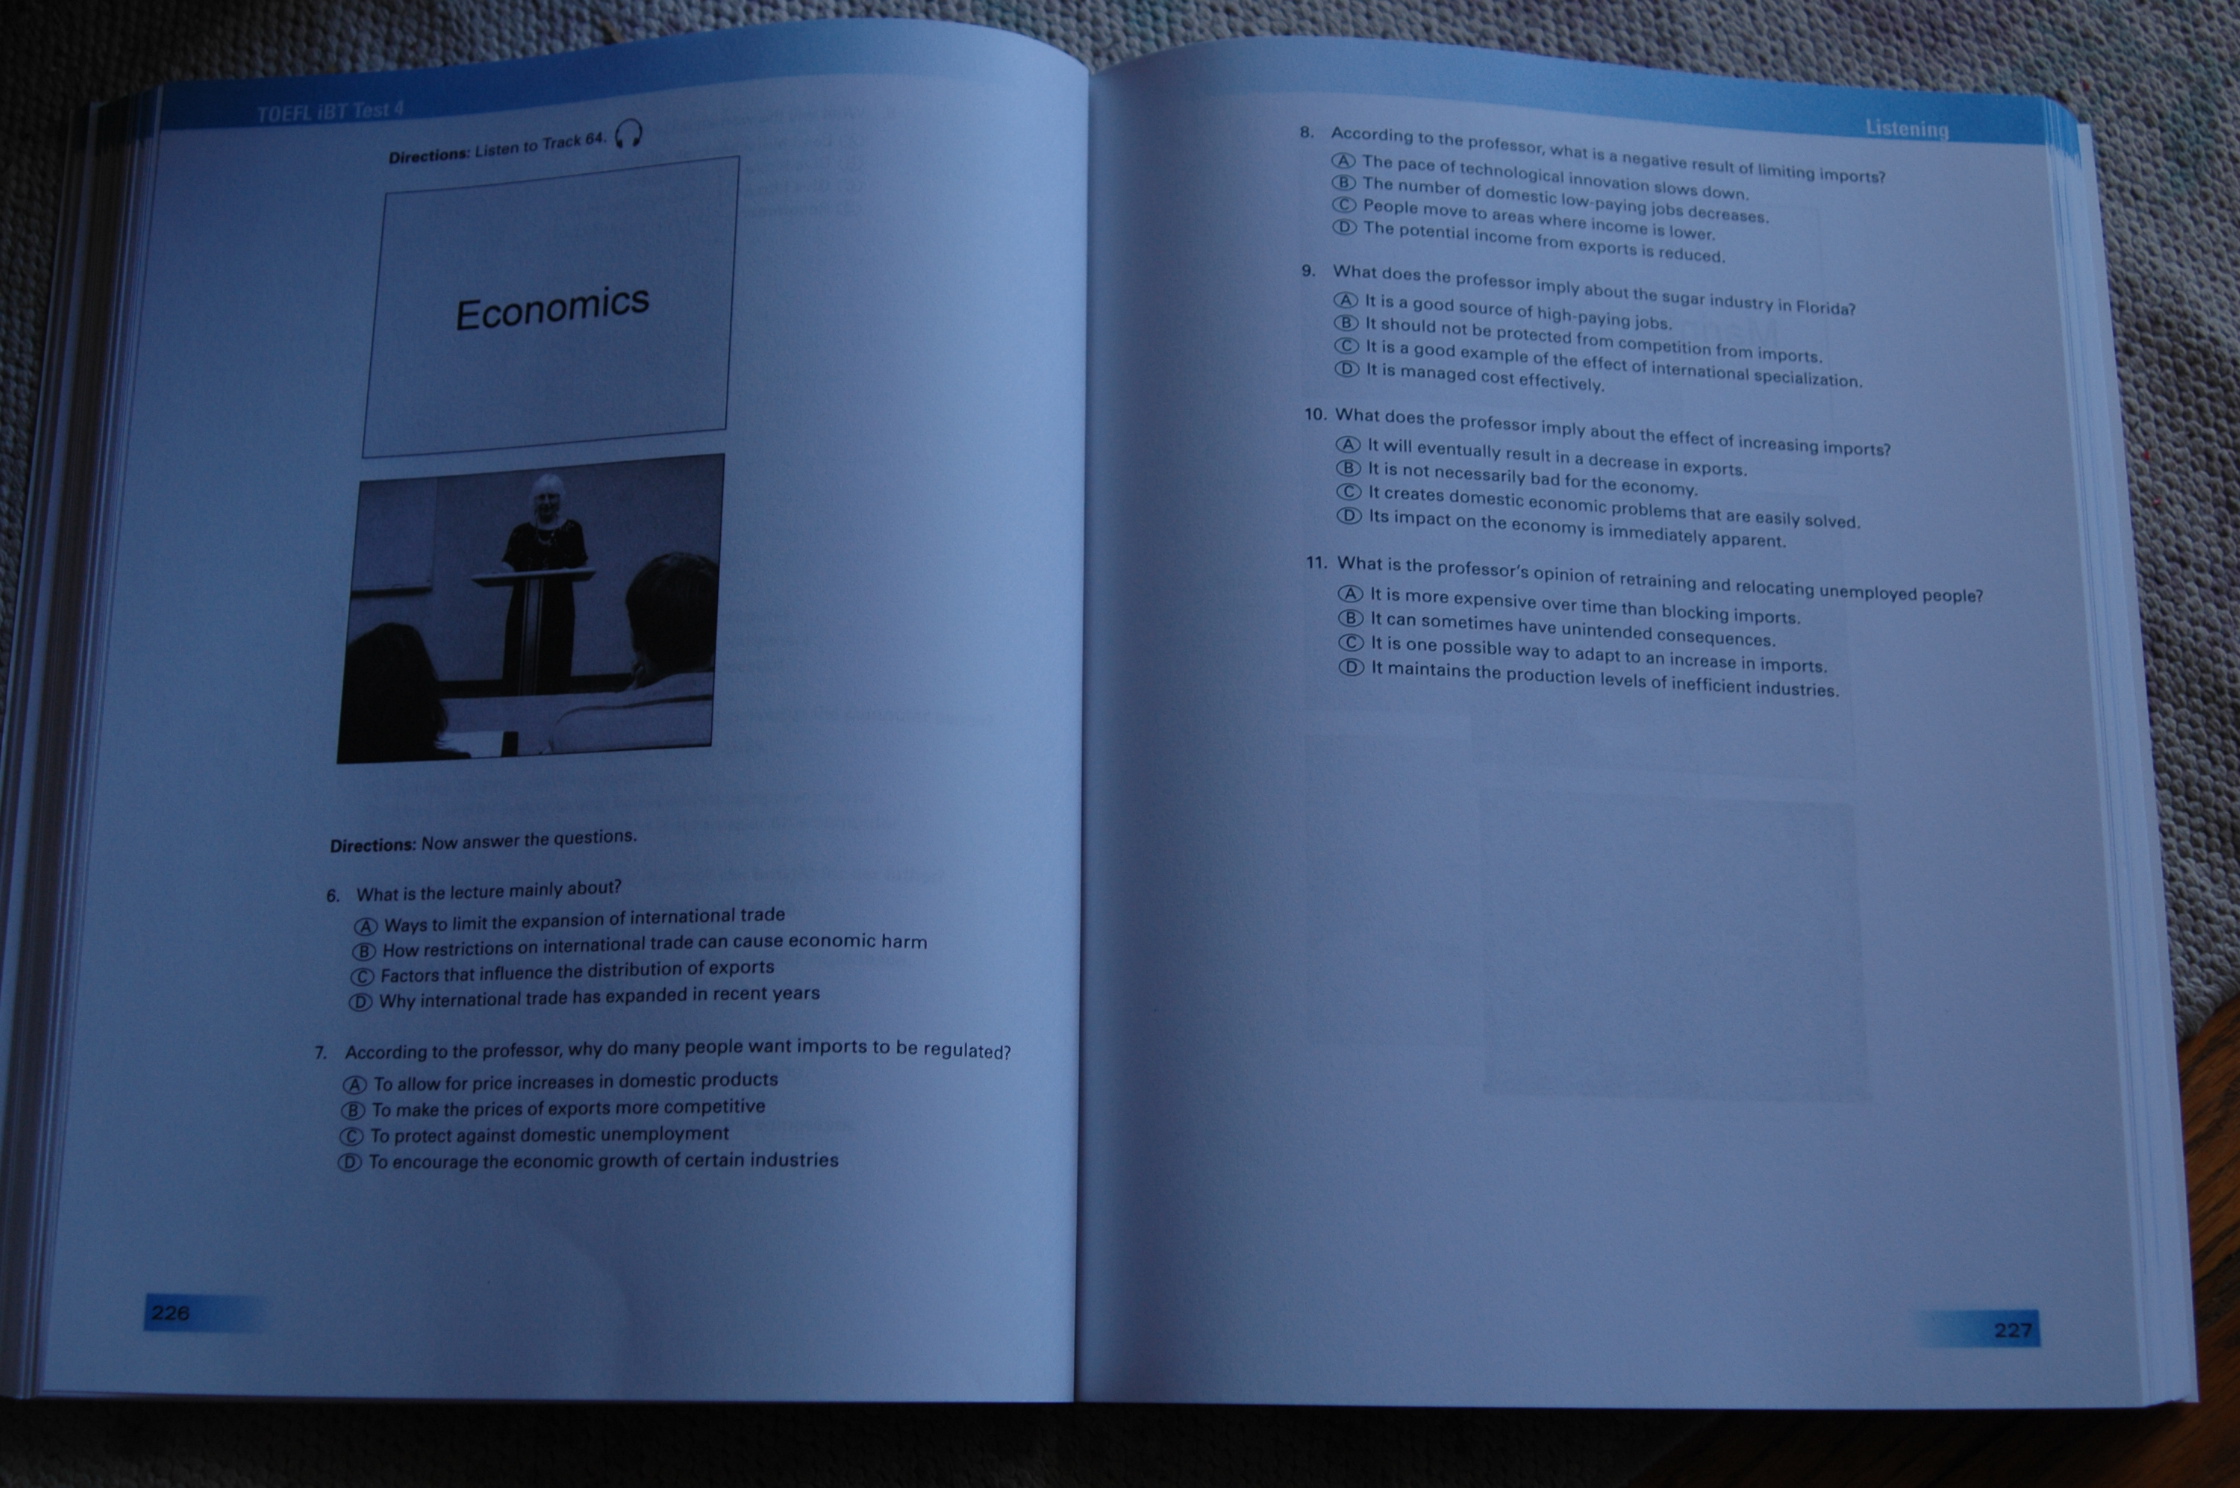 TOEFL iBT Test 4
Directions: Listen to Track 64.
Economics
Directions: Now answer the questions.
6. What is the lecture mainly about?
A Ways to limit the expansion of international trade
B How restrictions on international trade can cause economic harm
C Factors that influence the distribution of exports
D Why international trade has expanded in recent years
7. According to the professor, why do many people want imports to be regulated?
A To allow for price increases in domestic products
B To make the prices of exports more competitive
C To protect against domestic unemployment
D To encourage the economic growth of certain industries
226
Listening
8. According to the professor, what is a negative result of limiting imports?
A The pace of technological innovation slows down.
B The number of domestic low-paying jobs decreases.
C People move to areas where income is lower.
D The potential income from exports is reduced.
9. What does the professor imply about the sugar industry in Florida?
A It is a good source of high-paying jobs.
B It should not be protected from competition from imports.
C It is a good example of the effect of international specialization.
D It is managed cost effectively.
10. What does the professor imply about the effect of increasing imports?
A It will eventually result in a decrease in exports.
B It is not necessarily bad for the economy.
C It creates domestic economic problems that are easily solved.
D Its impact on the economy is immediately apparent.
11. What is the professor's opinion of retraining and relocating unemployed people?
A It is more expensive over time than blocking imports.
B It can sometimes have unintended consequences.
C It is one possible way to adapt to an increase in imports.
D It maintains the production levels of inefficient industries.
227